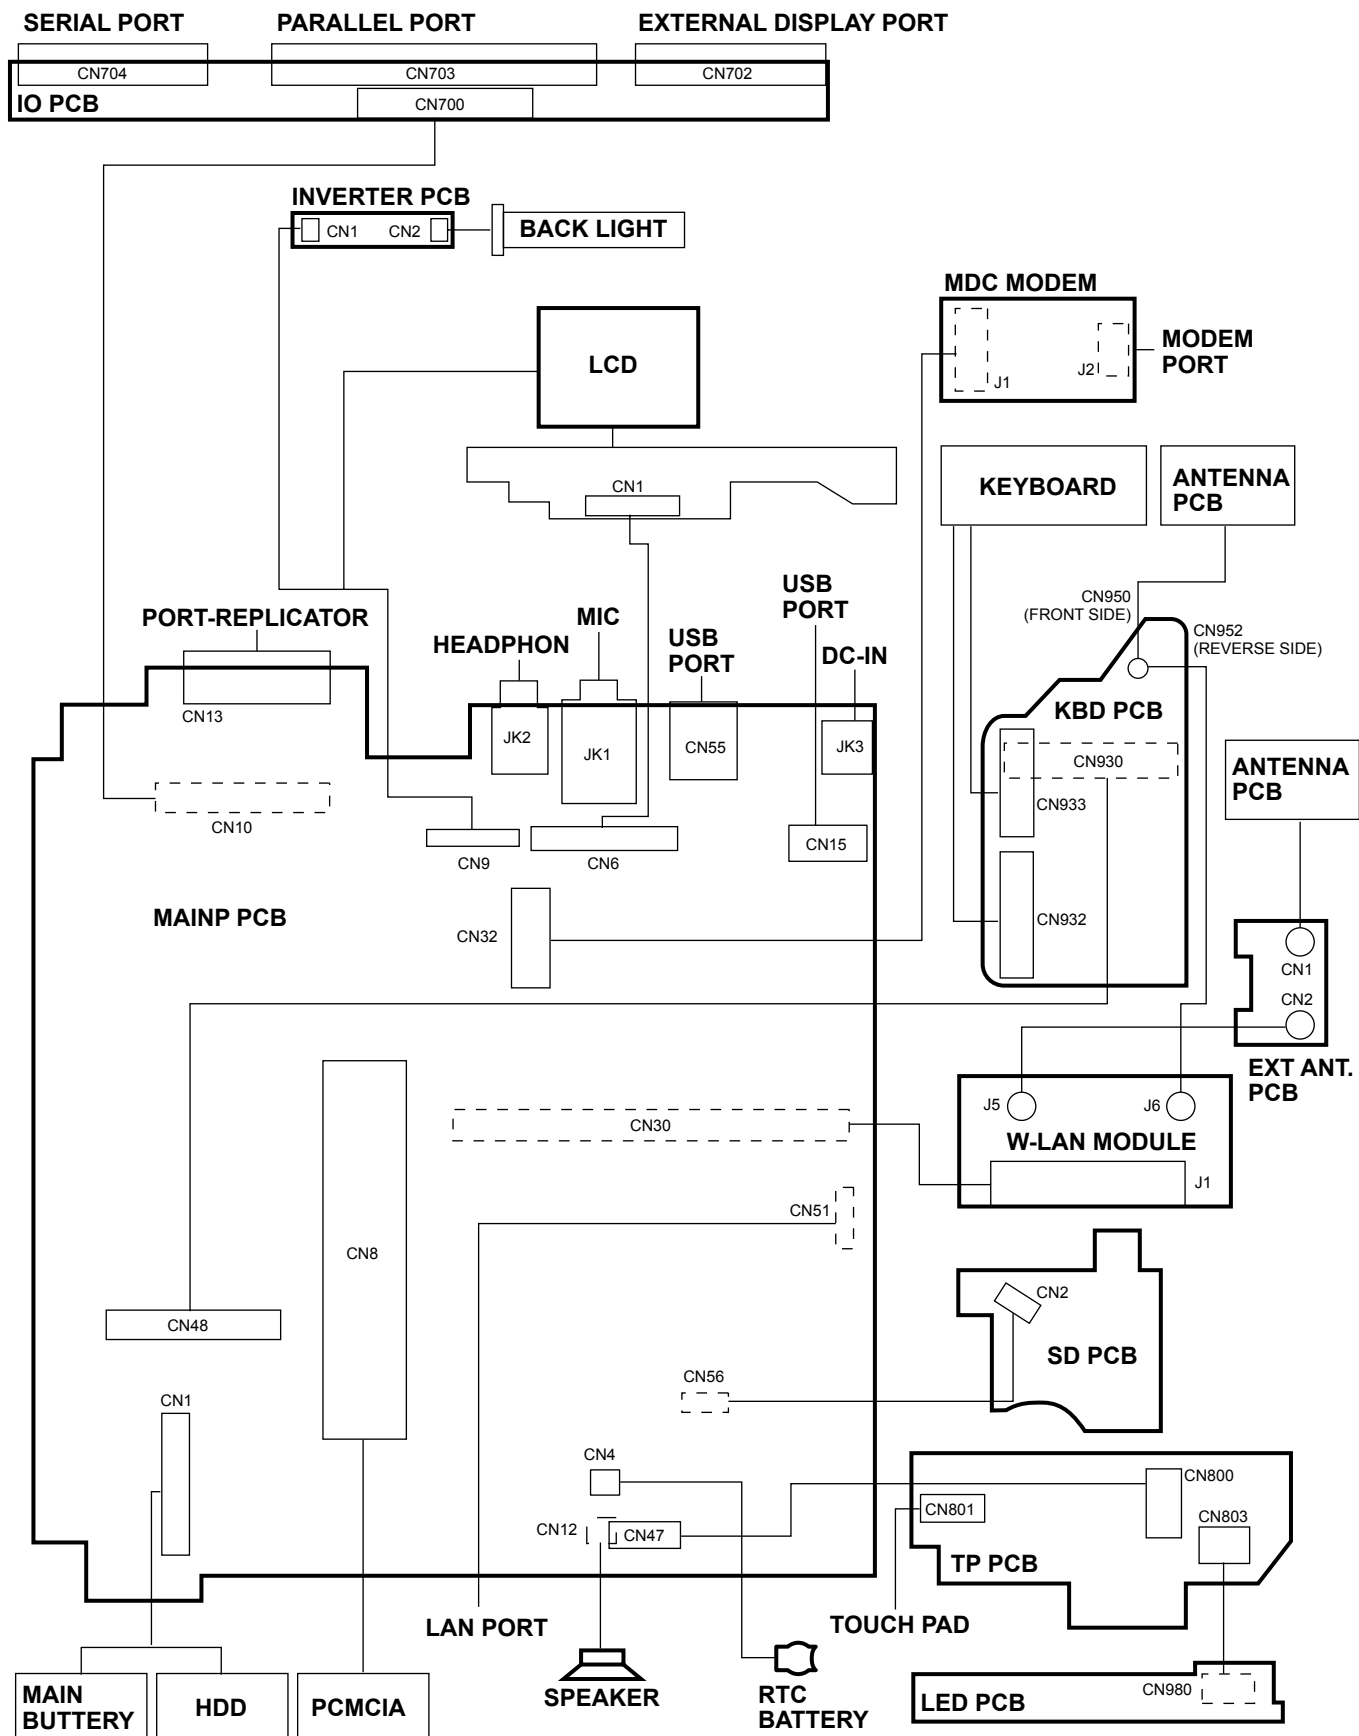 SERIAL PORT
PARALLEL PORT
EXTERNAL DISPLAY PORT
CN704
CN703
CN702
IO PCB
CN700
INVERTER PCB
CN1
CN2
BACK LIGHT
MDC MODEM
LCD
J1
J2
MODEM
PORT
CN1
KEYBOARD
ANTENNA
PCB
CN950
(FRONT SIDE)
CN952
(REVERSE SIDE)
PORT-REPLICATOR
HEADPHON
MIC
USB
PORT
USB
PORT
DC-IN
CN13
JK2
JK1
CN55
JK3
KBD PCB
CN930
CN933
CN932
ANTENNA
PCB
CN10
CN9
CN6
CN15
MAINP PCB
CN32
CN1
CN2
EXT ANT.
PCB
J5
J6
W-LAN MODULE
J1
CN30
CN51
CN8
CN48
CN2
SD PCB
CN56
CN1
CN4
CN12
CN47
CN800
CN801
CN803
TP PCB
LAN PORT
TOUCH PAD
MAIN
BUTTERY
HDD
PCMCIA
SPEAKER
RTC
BATTERY
CN980
LED PCB